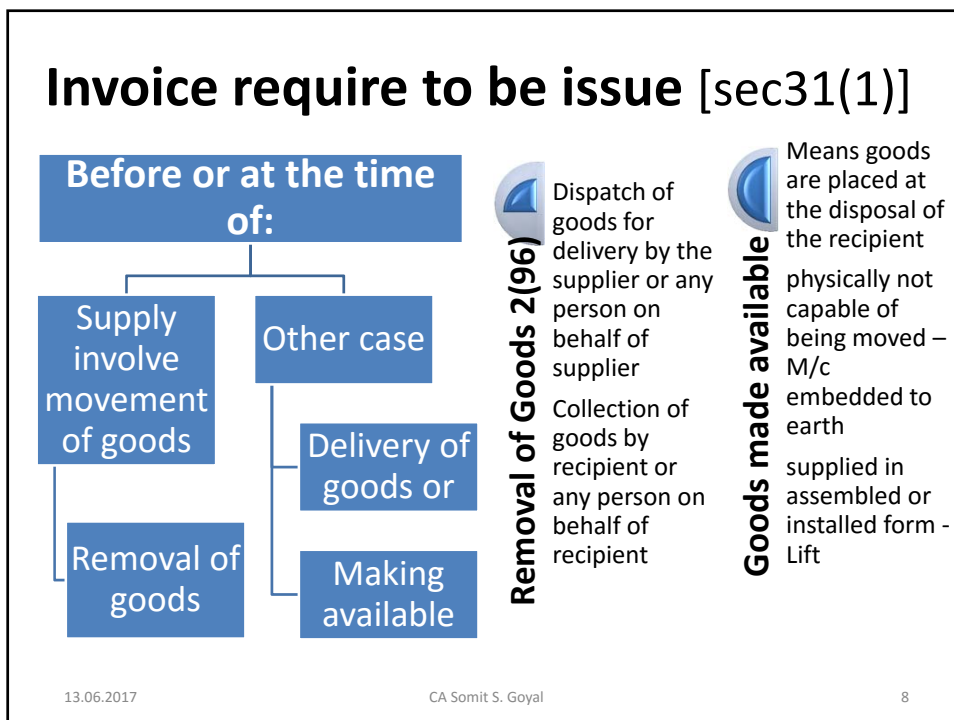 Invoice require to be issue [sec31(1)]
Before or at the time
of:
Supply
involve
movement
of goods
Removal of
goods
Other case
Delivery of
goods or
Making
available
Removal of Goods 2(96)
Dispatch of
goods for
delivery by the
supplier or any
person on
behalf of
supplier
Collection of
goods by
recipient or
any person on
behalf of
recipient
Goods made available
Means goods
are placed at
the disposal of
the recipient
physically not
capable of
being moved –
M/c
embedded to
earth
supplied in
assembled or
installed form -
Lift
13.06.2017
CA Somit S. Goyal
8